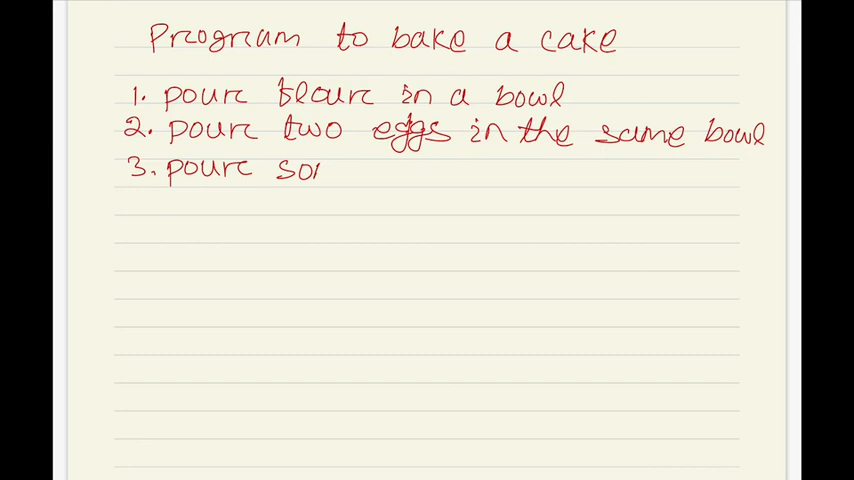 Program to bake a cake
1. pour flour in a bowl
2. pour two eggs in the same bowl
3. pour